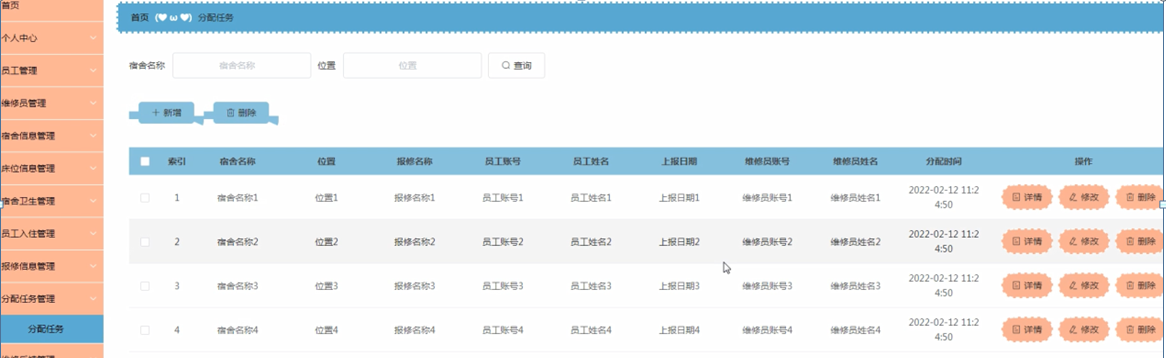 首页
个人中心
员工管理
维修员管理
宿舍信息管理
床位信息管理
宿舍卫生管理
员工入住管理
报修信息管理
分配任务管理
分配任务
首页 (♥ω♥) 分配任务
宿舍名称 宿舍名称 位置 位置 查询
+ 新增 删除
索引 宿舍名称 位置 报修名称 员工账号 员工姓名 上报日期 维修员账号 维修员姓名 分配时间 操作
1 宿舍名称1 位置1 报修名称1 员工账号1 员工姓名1 上报日期1 维修员账号1 维修员姓名1 2022-02-12 11:2 详情 修改 删除
4:50
2 宿舍名称2 位置2 报修名称2 员工账号2 员工姓名2 上报日期2 维修员账号2 维修员姓名2 2022-02-12 11:2 详情 修改 删除
4:50
3 宿舍名称3 位置3 报修名称3 员工账号3 员工姓名3 上报日期3 维修员账号3 维修员姓名3 2022-02-12 11:2 详情 修改 删除
4:50
4 宿舍名称4 位置4 报修名称4 员工账号4 员工姓名4 上报日期4 维修员账号4 维修员姓名4 2022-02-12 11:2 详情 修改 删除
4:50